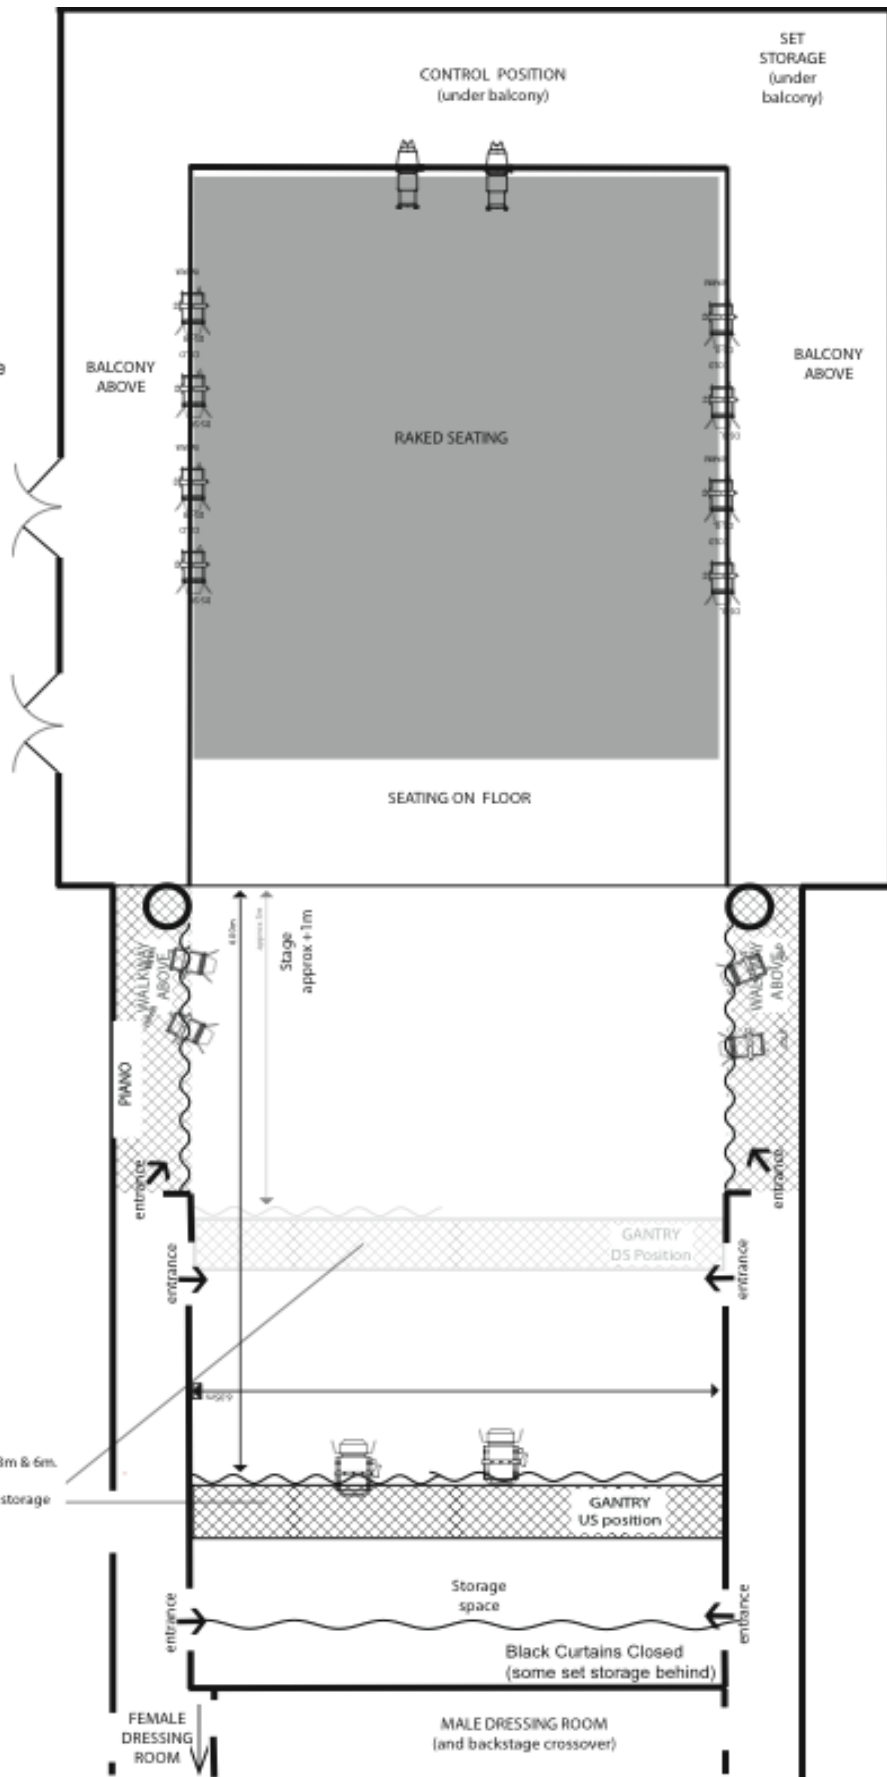 CONTROL POSITION
(under balcony)
SET
STORAGE
(under
balcony)
e
BALCONY
ABOVE
BALCONY
ABOVE
RAKED SEATING
SEATING ON FLOOR
WALKWAY
ABOVE
Stage
approx +1m
approx 5m
WALKWAY
ABOVE
PIANO
entrance
entrance
GANTRY
DS Position
entrance
entrance
3m & 6m.
storage
GANTRY
US position
Storage
space
entrance
entrance
Black Curtains Closed
(some set storage behind)
FEMALE
DRESSING
ROOM
MALE DRESSING ROOM
(and backstage crossover)